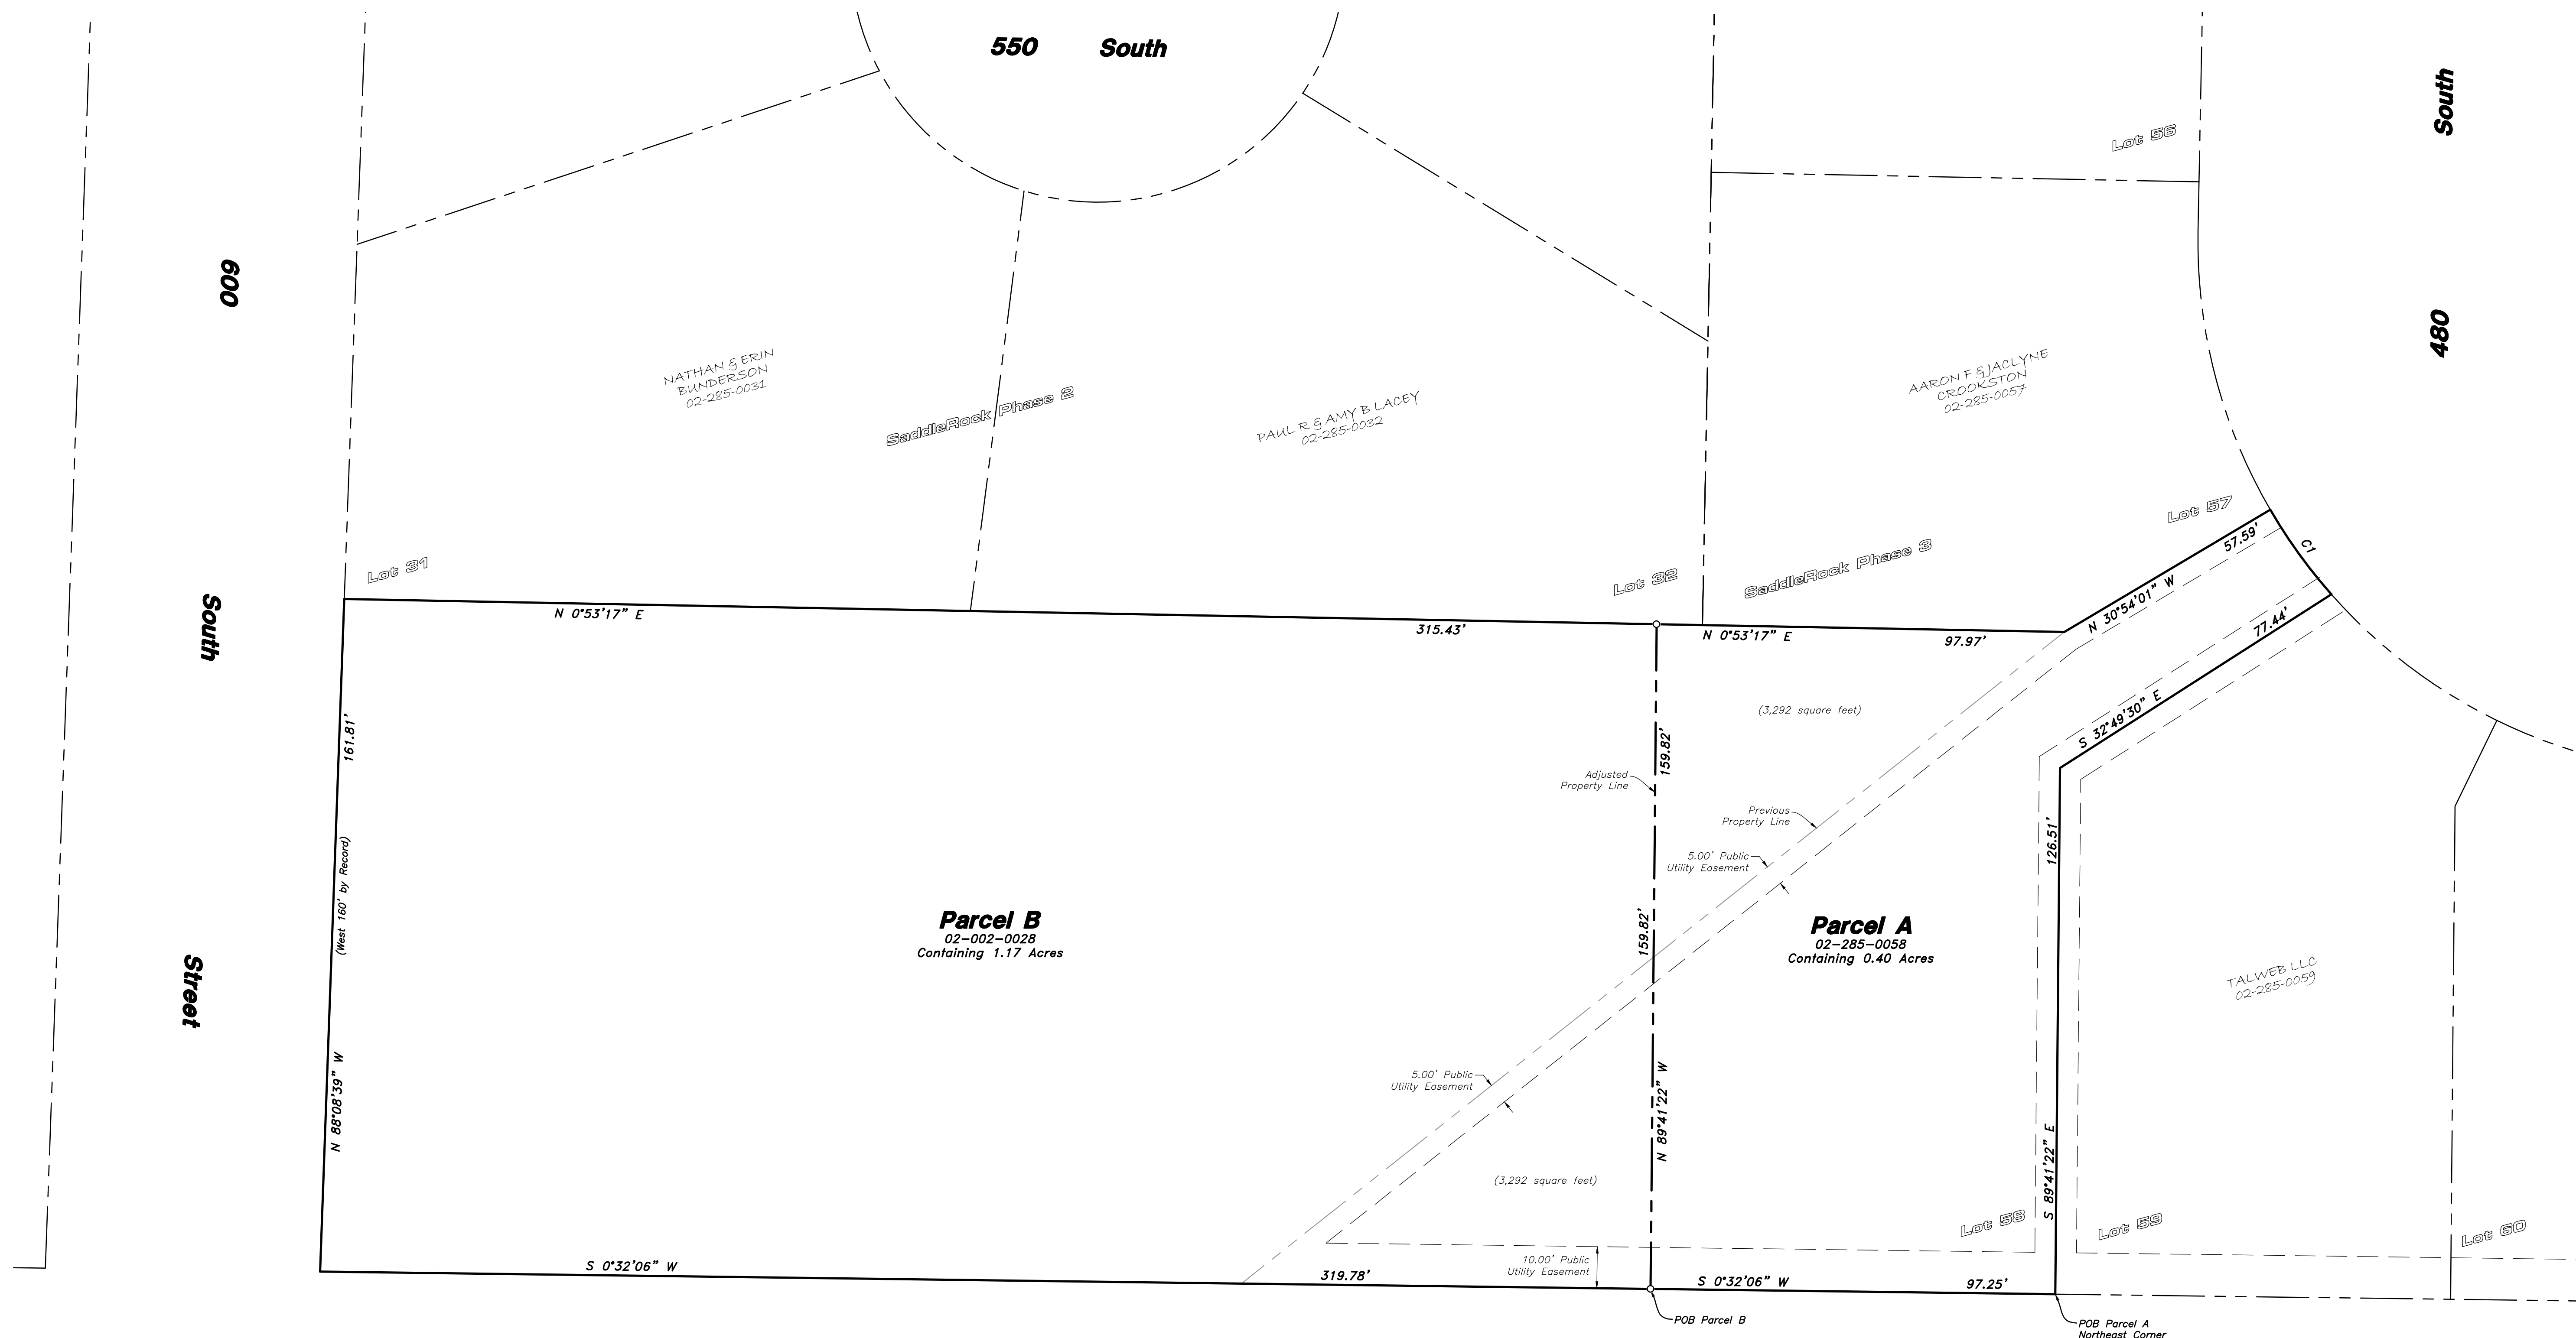 550 South
South
480
Lot 56
600
South
Street
NATHAN & ERIN
BUNDERSON
02-285-0031
SaddleRock Phase 2
PAUL R & AMY B LACEY
02-285-0032
AARON F & JACLYNE
CROOKSTON
02-285-0057
Lot 57
Lot 31
Lot 32
SaddleRock Phase 3
57.59'
C1
N 30°54'01" W
77.44'
S 32°49'30" E
N 0°53'17" E
315.43'
N 0°53'17" E
97.97'
161.81'
(West 160' by Record)
N 88°08'39" W
(3,292 square feet)
159.82'
Adjusted
Property Line
Previous
Property Line
5.00' Public
Utility Easement
126.51'
159.82'
Parcel B
02-002-0028
Containing 1.17 Acres
Parcel A
02-285-0058
Containing 0.40 Acres
TALWEB LLC
02-285-0059
5.00' Public
Utility Easement
N 89°41'22" W
S 89°41'22" E
(3,292 square feet)
Lot 58
Lot 59
Lot 60
10.00' Public
Utility Easement
S 0°32'06" W
319.78'
S 0°32'06" W
97.25'
POB Parcel B
POB Parcel A
Northeast Corner